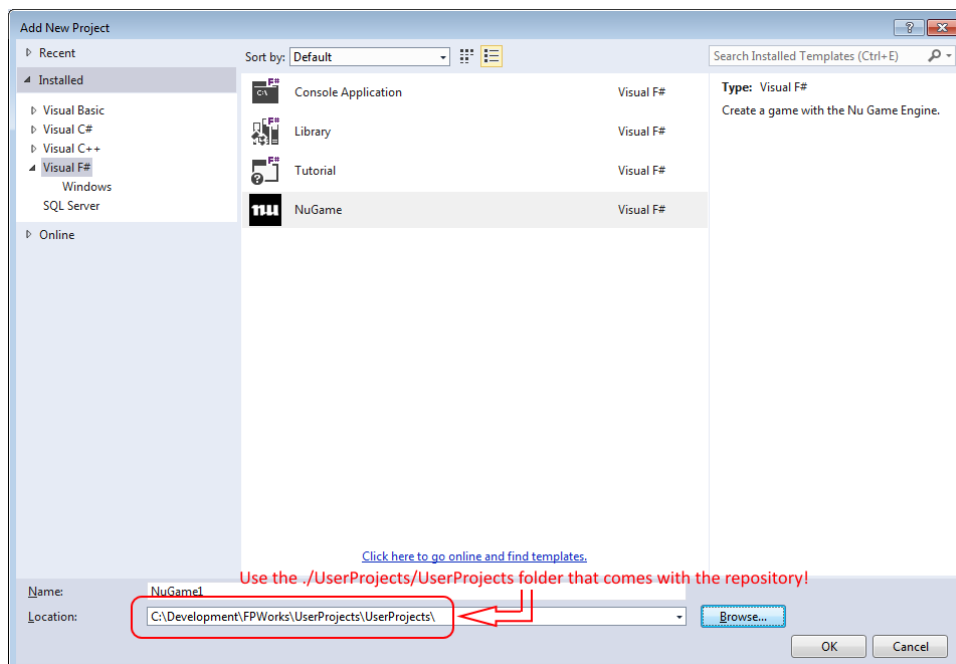 Add New Project
Recent
Installed
Visual Basic
Visual C#
Visual C++
Visual F#
Windows
SQL Server
Online
Sort by: Default
F#
C:\
Console Application Visual F#
F#
Library Visual F#
F#
Tutorial Visual F#
nu
NuGame Visual F#
Click here to go online and find templates.
Search Installed Templates (Ctrl+E)
Type: Visual F#
Create a game with the Nu Game Engine.
Use the ./UserProjects/UserProjects folder that comes with the repository!
Name: NuGame1
Location: C:\Development\FPWorks\UserProjects\UserProjects\ Browse...
OK Cancel